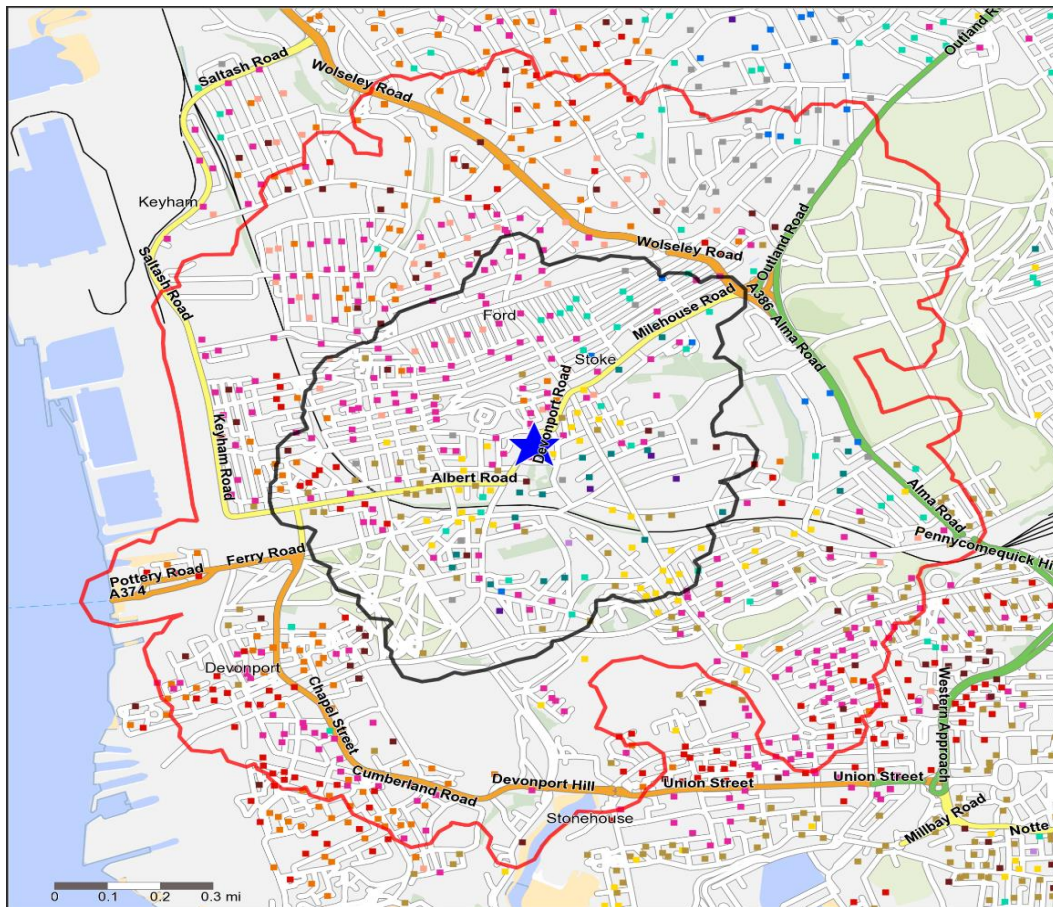 Outland Ro
Saltash Road
Wolseley Road
Keyham
Outland Road
Wolseley Road
Saltash Road
A386
Ford
Milehouse Road
Alma Road
Stoke
Devonport Road
Keyham Road
Albert Road
Alma Road
Pennycomequick Hi
Ferry Road
Pottery Road
A374
Devonport
Western Approach
Chapel Street
Cumberland Road
Devonport Hill
Union Street
Union Street
Stonehouse
Millbay Road
Notte
0 0.1 0.2 0.3 mi